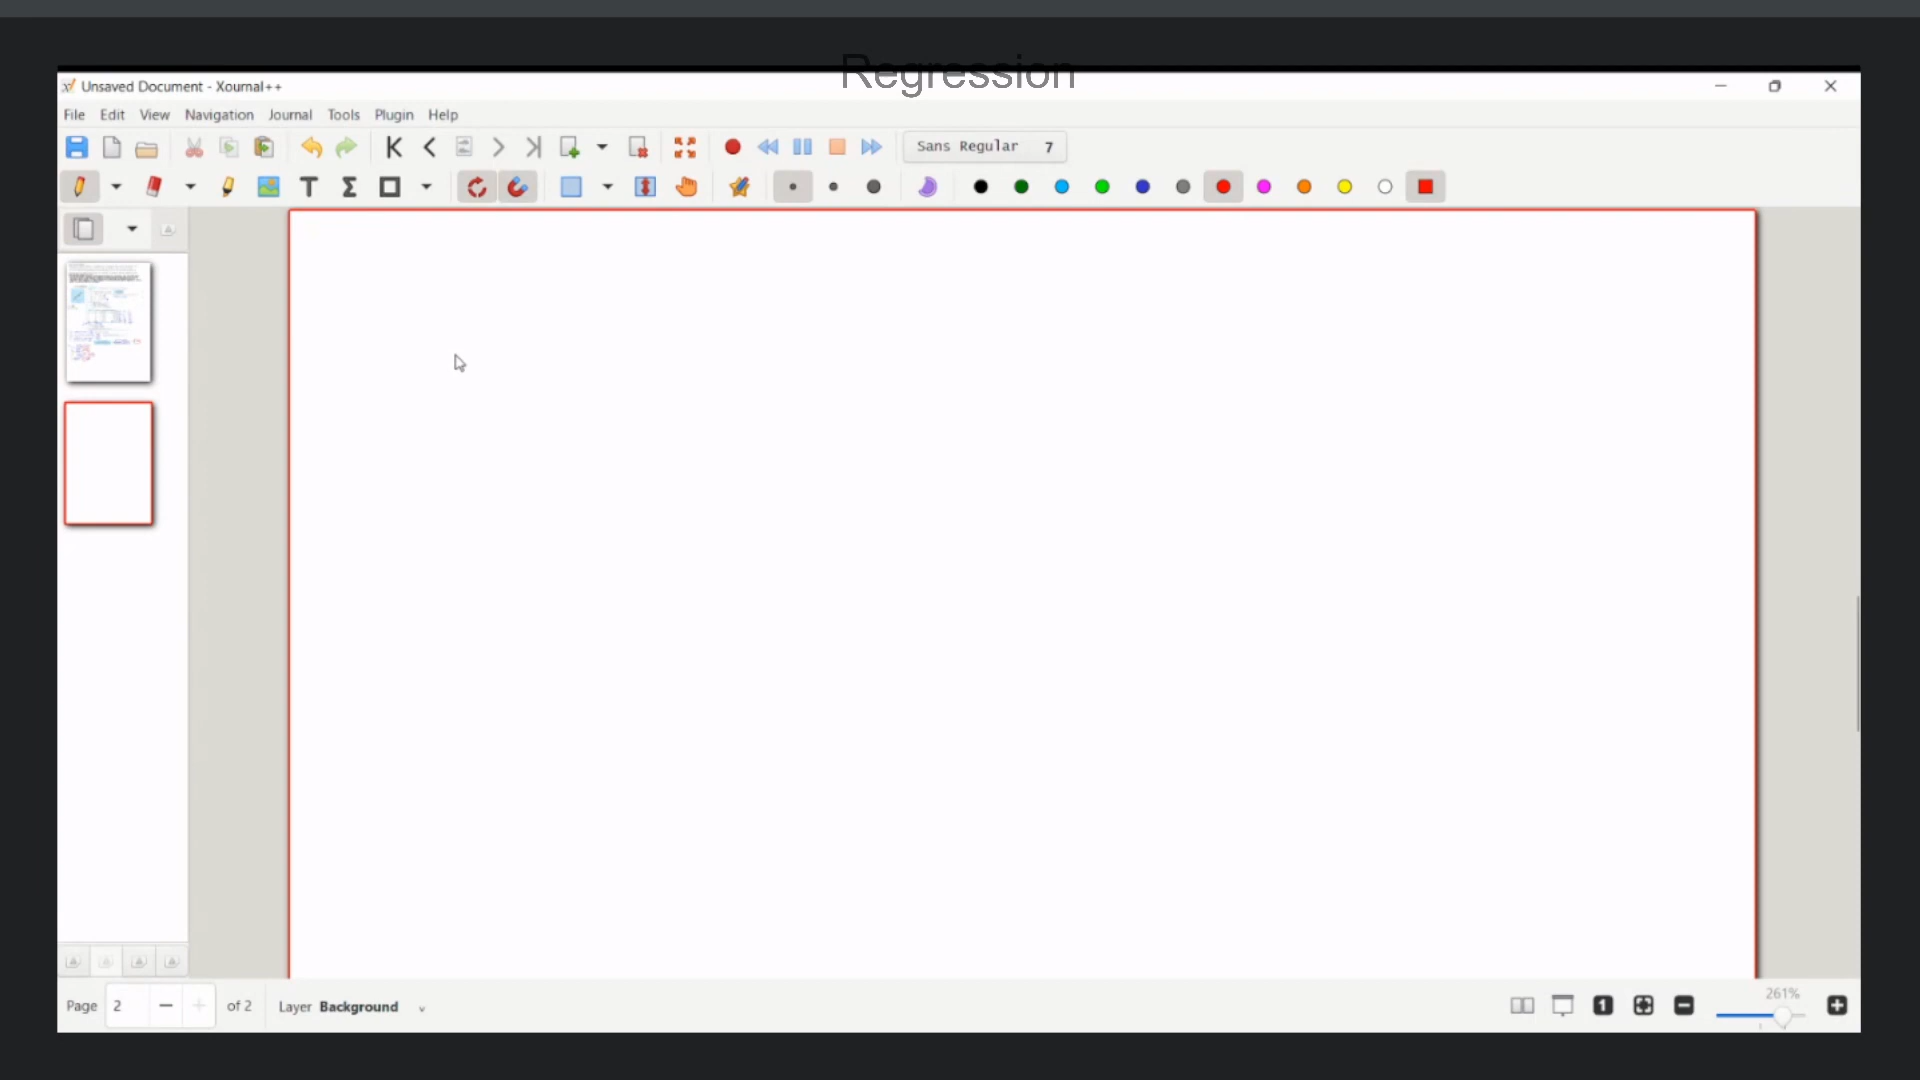 Regression
Unsaved Document - Xournal++
File Edit View Navigation Journal Tools Plugin Help
Sans Regular 7
Page 2 of 2 Layer Background
261%